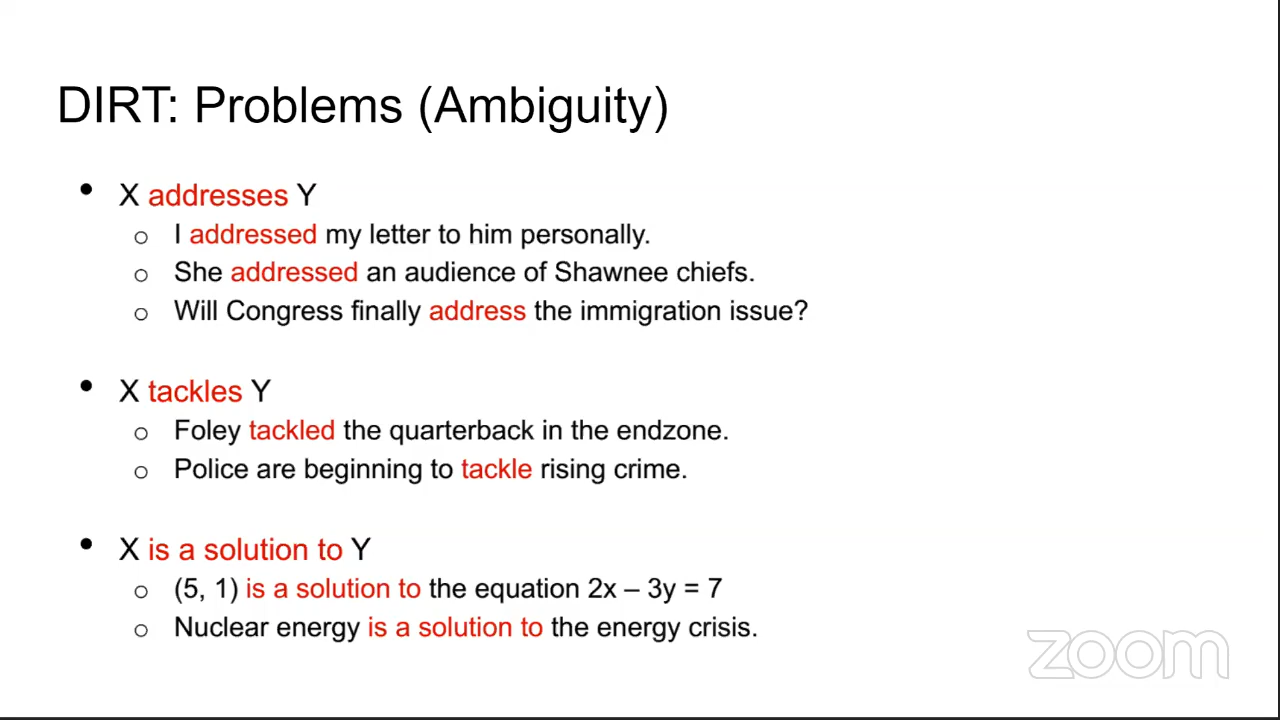 DIRT: Problems (Ambiguity)
• X addresses Y
o I addressed my letter to him personally.
o She addressed an audience of Shawnee chiefs.
o Will Congress finally address the immigration issue?
• X tackles Y
o Foley tackled the quarterback in the endzone.
o Police are beginning to tackle rising crime.
• X is a solution to Y
o (5, 1) is a solution to the equation 2x – 3y = 7
o Nuclear energy is a solution to the energy crisis.
zoom